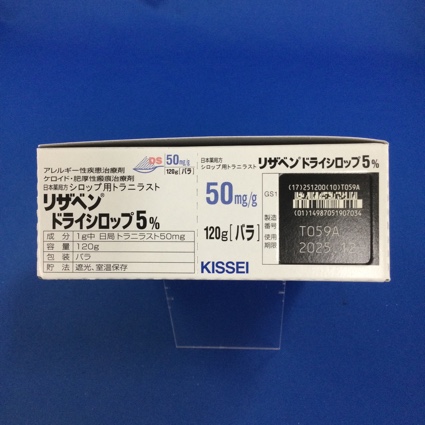 アレルギー性疾患治療剤
ケロイド・肥厚性瘢痕治療剤
日本薬局方 シロップ用トラニラスト
DS 50mg/g
120g[バラ]
リザベン®
ドライシロップ5%
成 分 1g中 日局 トラニラスト50mg
容 量 120g
包 装 バラ
貯 法 遮光、室温保存
日本薬局方
シロップ用トラニラスト
リザベン®ドライシロップ5%
50mg/g
120g[バラ]
KISSEI
GS1
(17)251200(10)T059A
(01)14987051907034
製造番号 T059A
使用期限 2025.12